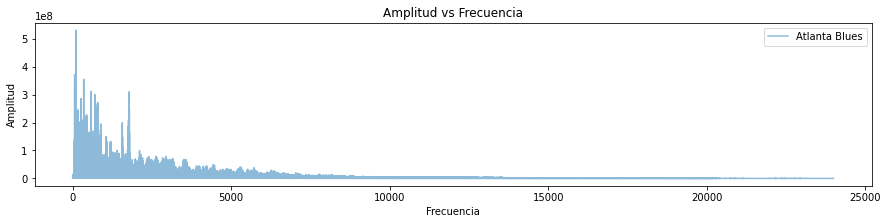 Amplitud vs Frecuencia
1e8
Atlanta Blues
5
4
3
2
1
0
Amplitud
0 5000 10000 15000 20000 25000
Frecuencia